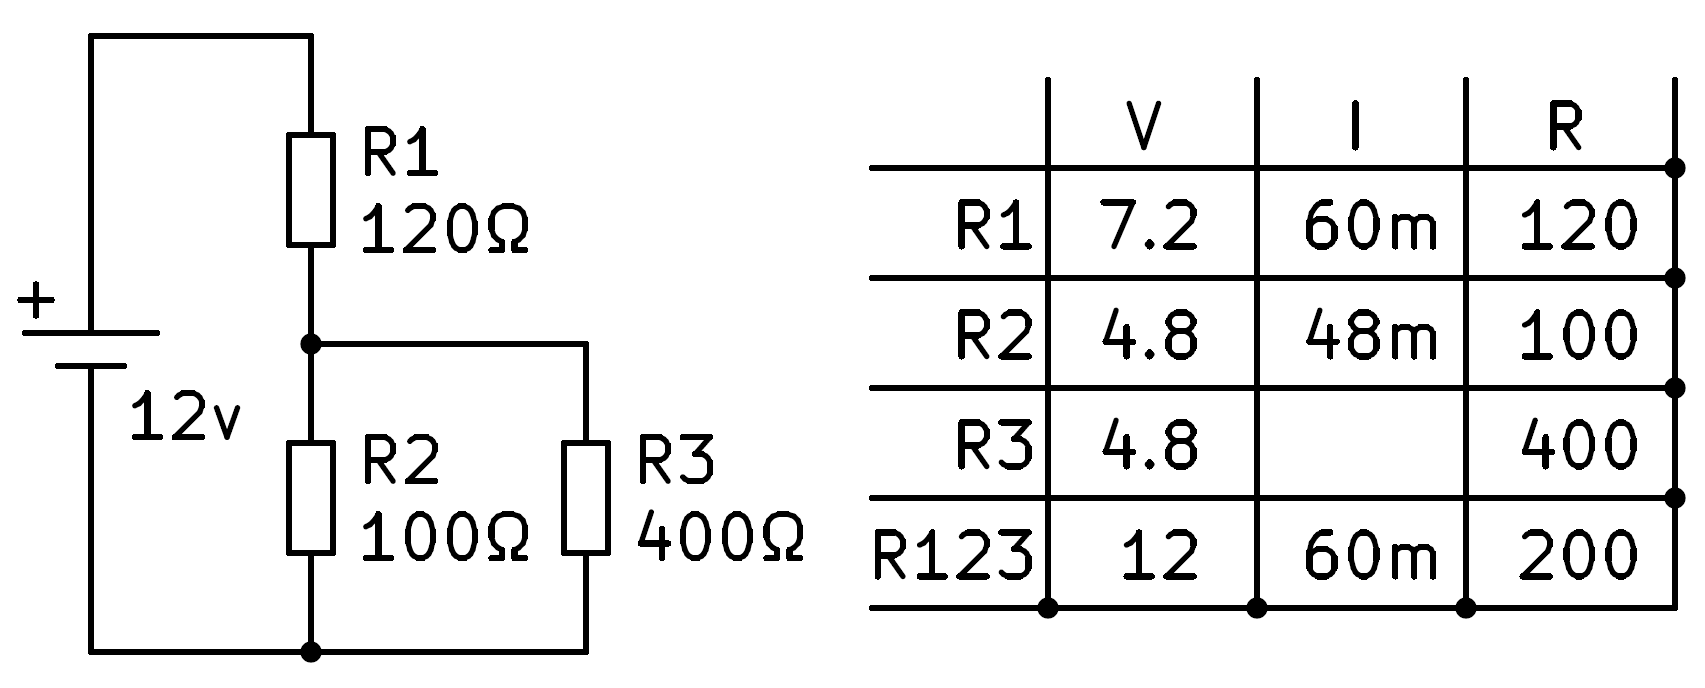 R1
120Ω
+
12v
R2
100Ω
R3
400Ω
V I R
R1 7.2 60m 120
R2 4.8 48m 100
R3 4.8 400
R123 12 60m 200